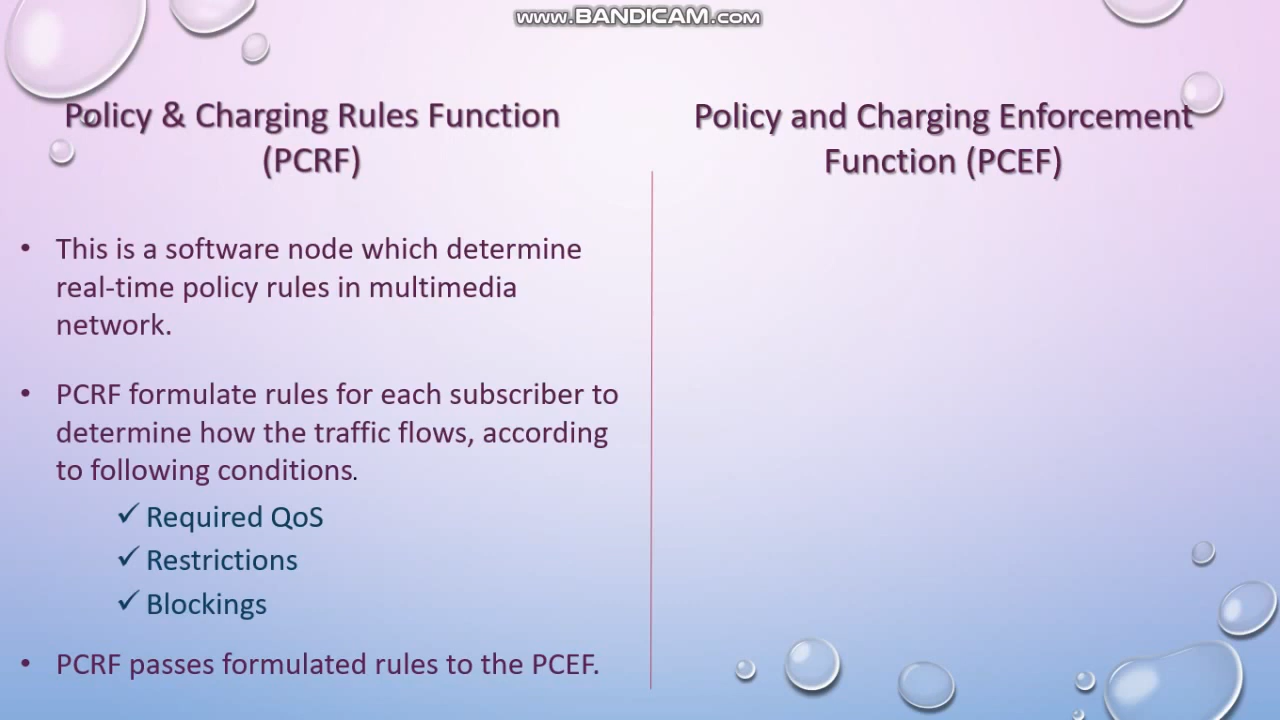 www.BANDICAM.com
Policy & Charging Rules Function
(PCRF)
• This is a software node which determine
real-time policy rules in multimedia
network.
• PCRF formulate rules for each subscriber to
determine how the traffic flows, according
to following conditions.
✓ Required QoS
✓ Restrictions
✓ Blockings
• PCRF passes formulated rules to the PCEF.
Policy and Charging Enforcement
Function (PCEF)